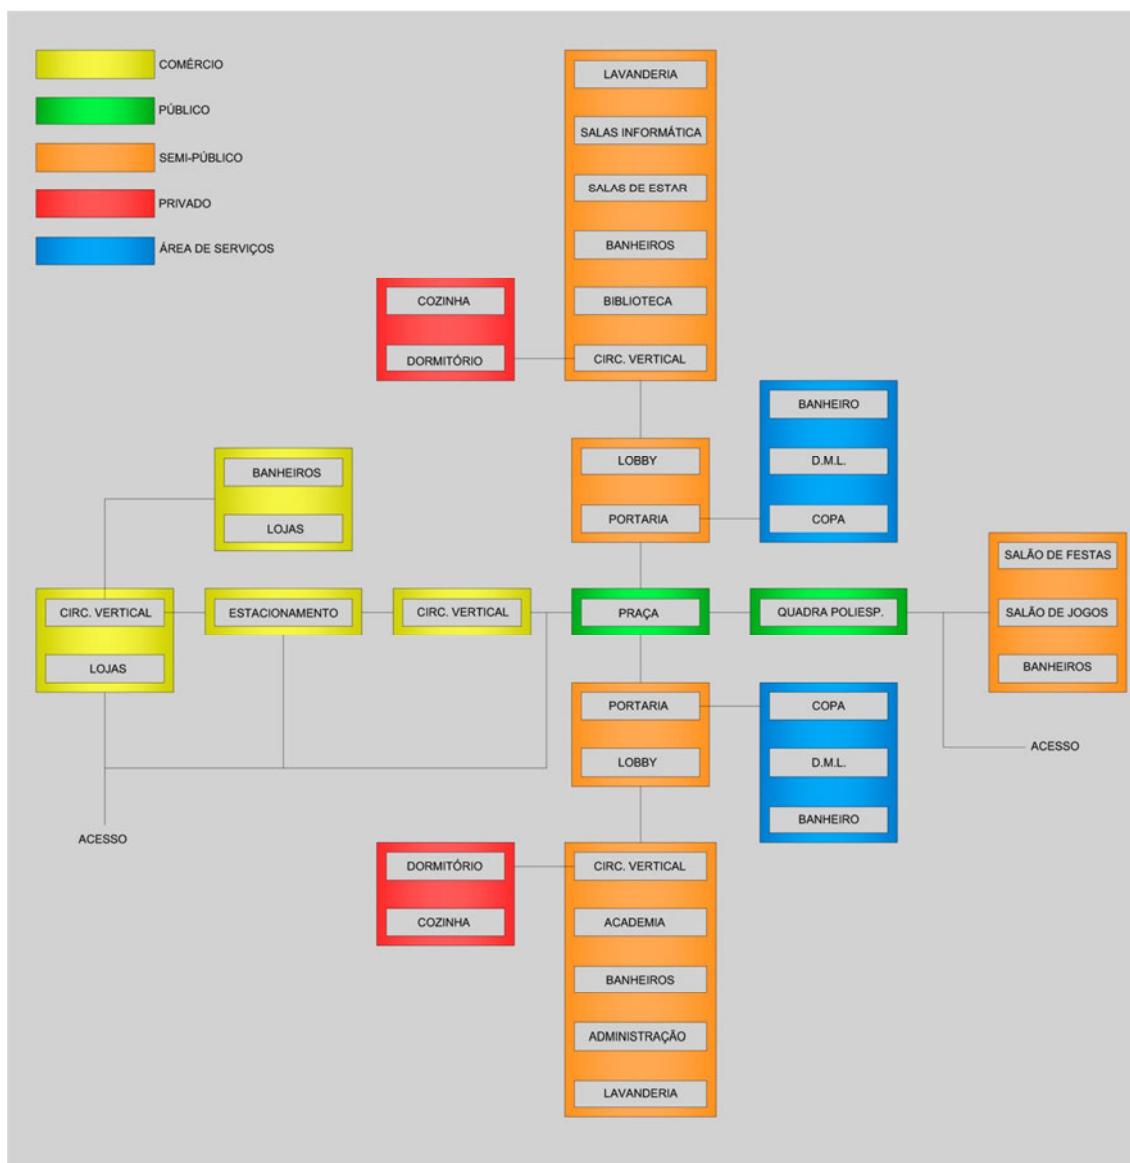 COMÉRCIO
PÚBLICO
SEMI-PÚBLICO
PRIVADO
ÁREA DE SERVIÇOS
LAVANDERIA
SALAS INFORMÁTICA
SALAS DE ESTAR
BANHEIROS
BIBLIOTECA
CIRC. VERTICAL
COZINHA
DORMITÓRIO
LOBBY
PORTARIA
BANHEIRO
D.M.L.
COPA
BANHEIROS
LOJAS
CIRC. VERTICAL
LOJAS
ESTACIONAMENTO
CIRC. VERTICAL
PRAÇA
QUADRA POLIESP.
SALÃO DE FESTAS
SALÃO DE JOGOS
BANHEIROS
ACESSO
PORTARIA
LOBBY
COPA
D.M.L.
BANHEIRO
ACESSO
DORMITÓRIO
COZINHA
CIRC. VERTICAL
ACADEMIA
BANHEIROS
ADMINISTRAÇÃO
LAVANDERIA